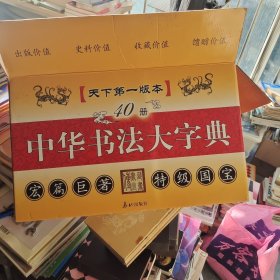 出版价值 史料价值 收藏价值 馈赠价值
【天下第一版本】
40册
中华书法大字典
宏篇巨著 特级国宝